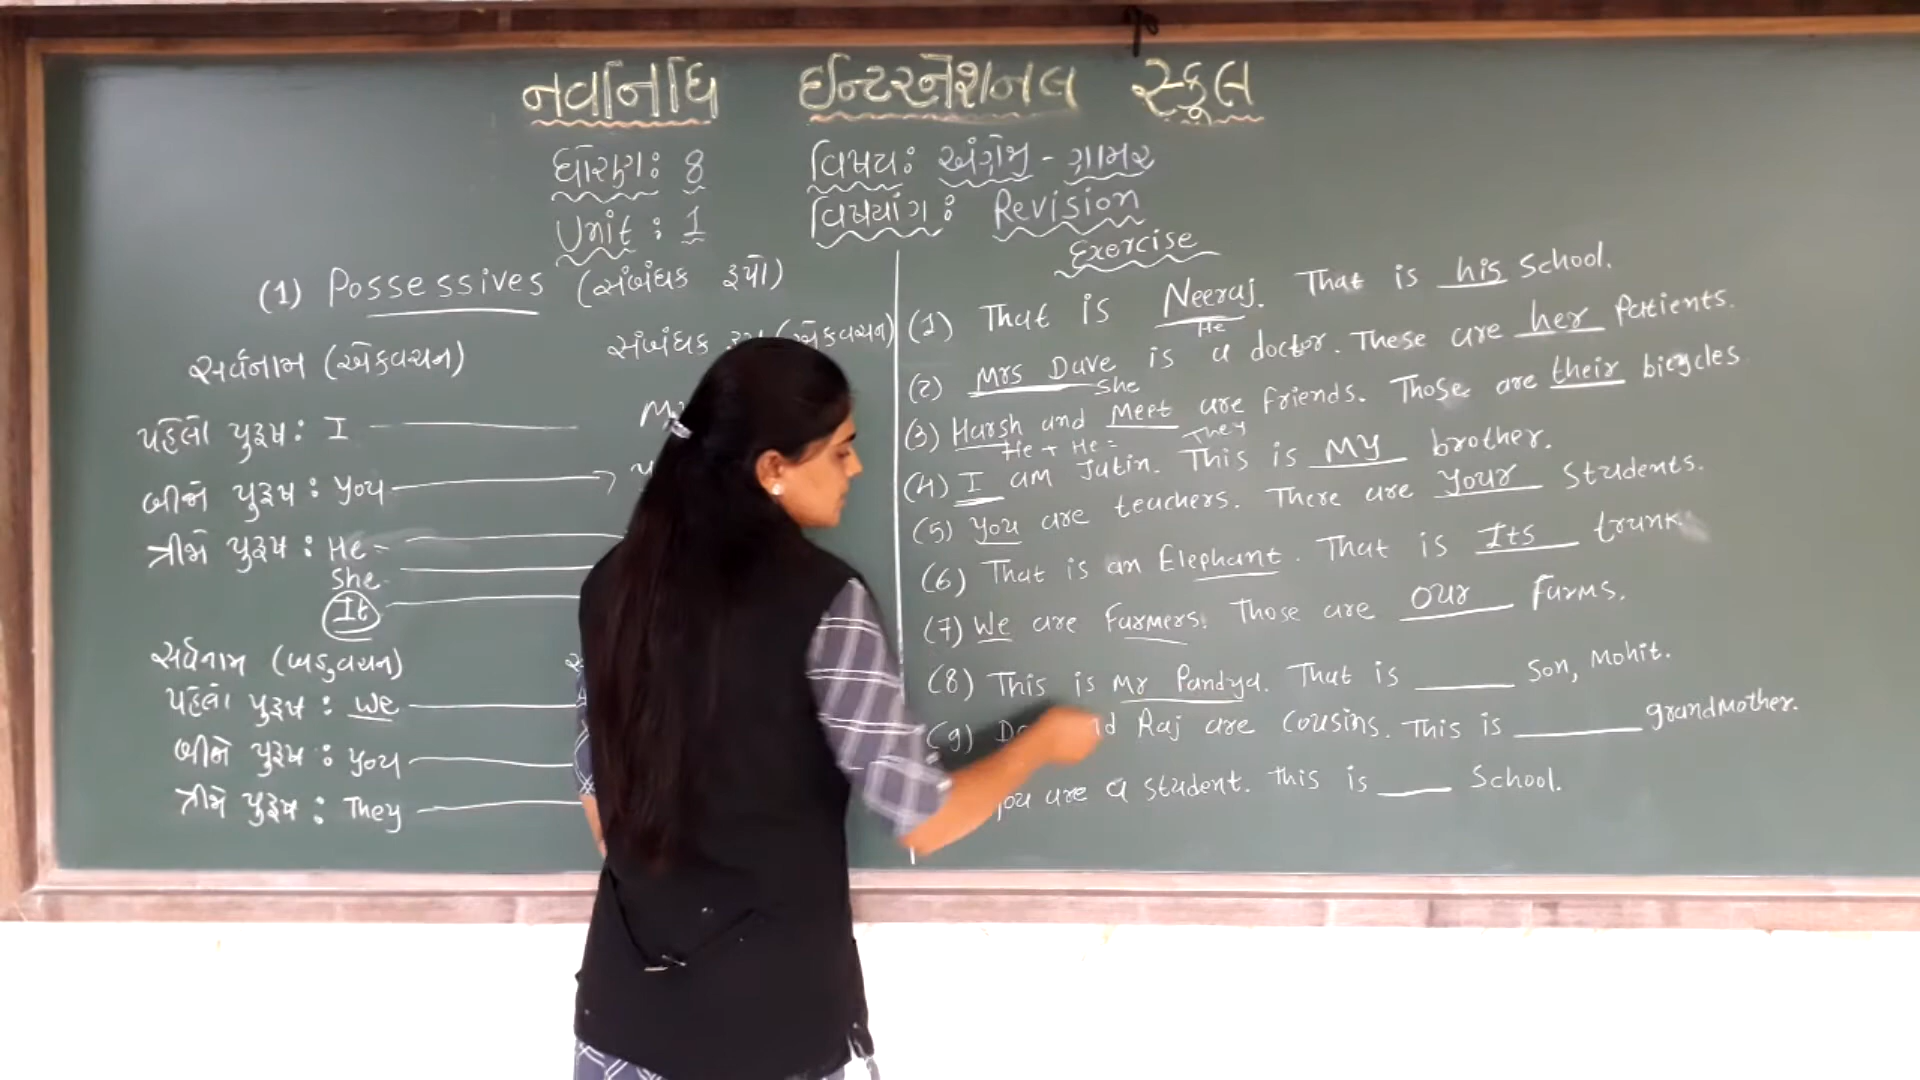 નવનિધિ ઈન્ટરનેશનલ સ્કૂલ
ધોરણ: 8 વિષય: અંગ્રેજી - ગ્રામર
Unit : 1 વિષયાંગ: Revision
(1) Possessives (સંબંધક રૂપો)
સર્વનામ (એકવચન) સંબંધક
પહેલો પુરૂષ: I
બીજો પુરૂષ: you
ત્રીજો પુરૂષ: He
She
It
સર્વનામ (બહુવચન)
પહેલો પુરૂષ : we
બીજો પુરૂષ : you
ત્રીજો પુરૂષ : They
Exercise
(1) That is Neeraj. That is his School.
He
(2) Mrs Dave is a doctor. These are her Patients.
She
(3) Harsh and Meet are friends. Those are their bicycles
He + He = They
(4) I am Jatin. This is My brother.
(5) You are teachers. There are your Students.
(6) That is an Elephant. That is Its trunk
(7) We are Farmers. Those are our farms.
(8) This is Mr Pandya. That is ____ Son, Mohit.
(9) Raj are cousins. This is ____ grandMother.
you are a student. This is ____ School.